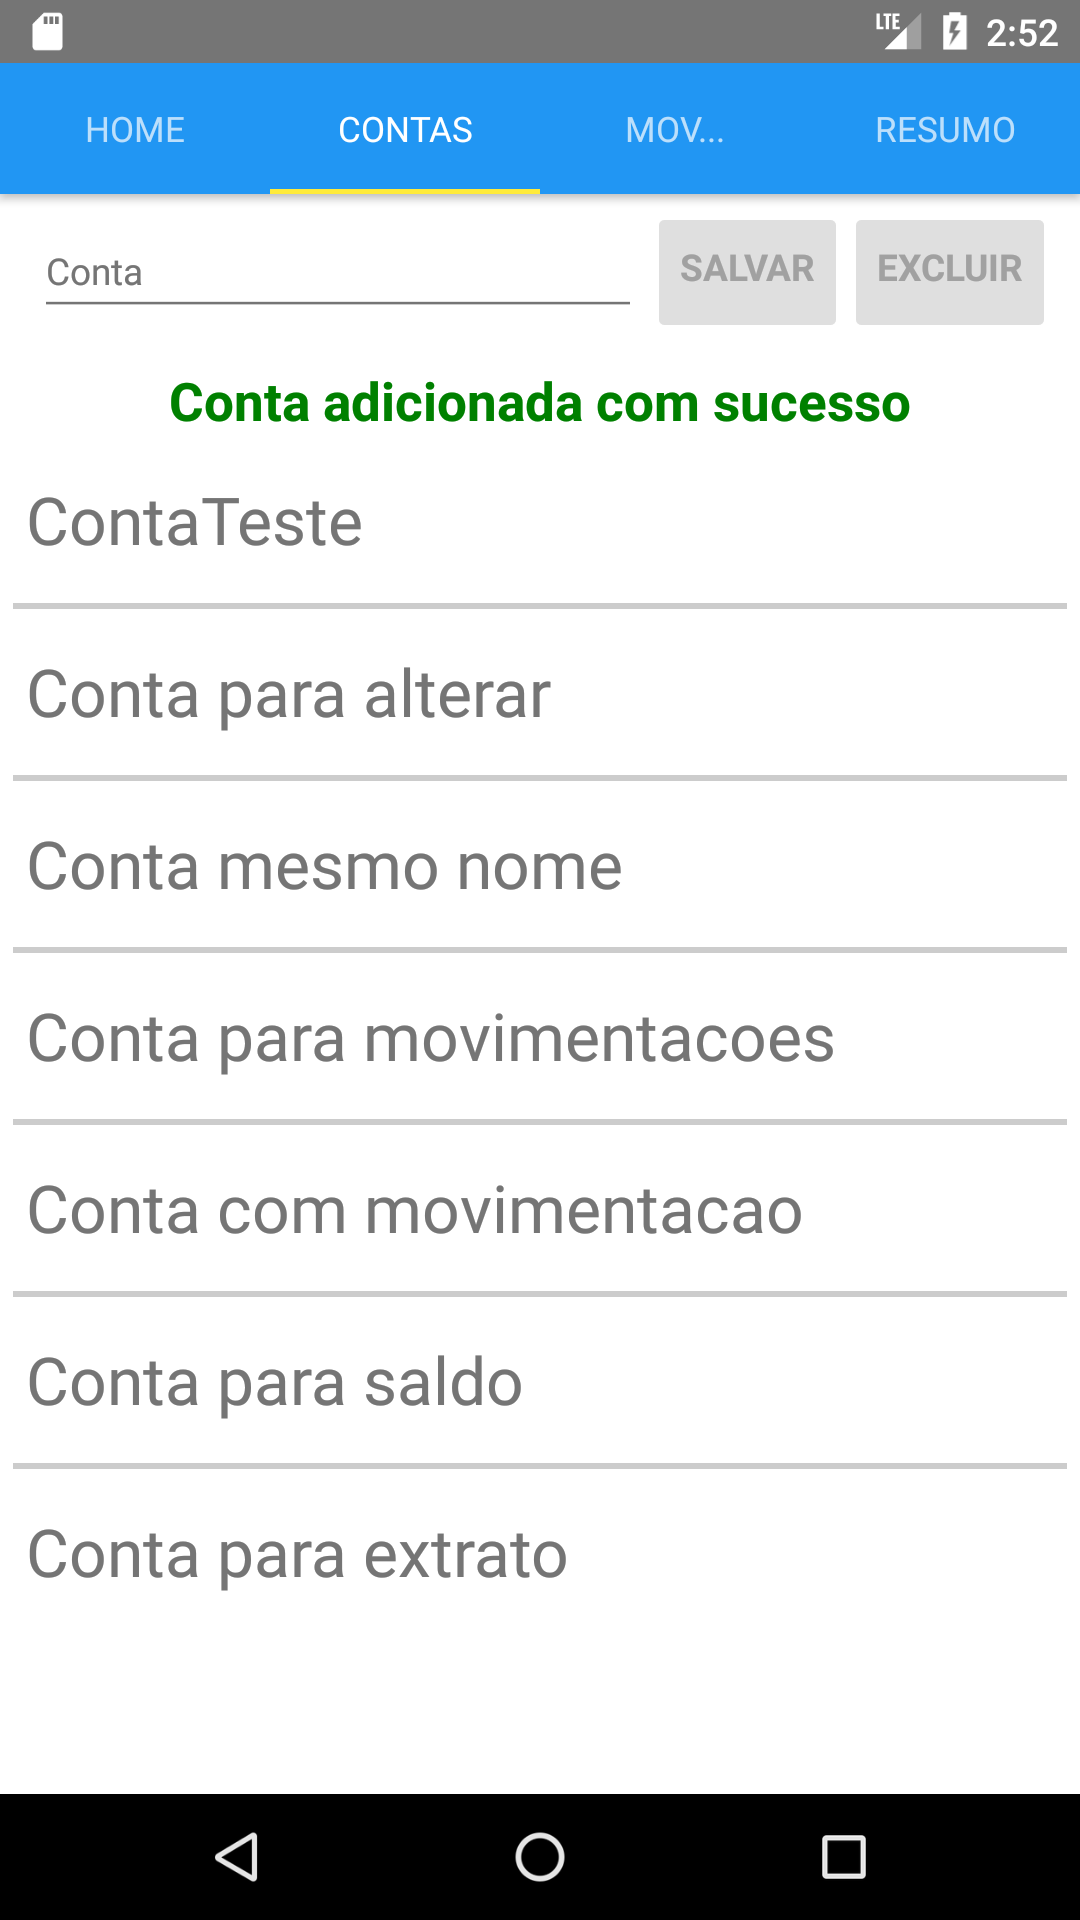 LTE 2:52
HOME CONTAS MOV... RESUMO
Conta SALVAR EXCLUIR
Conta adicionada com sucesso
ContaTeste
Conta para alterar
Conta mesmo nome
Conta para movimentacoes
Conta com movimentacao
Conta para saldo
Conta para extrato